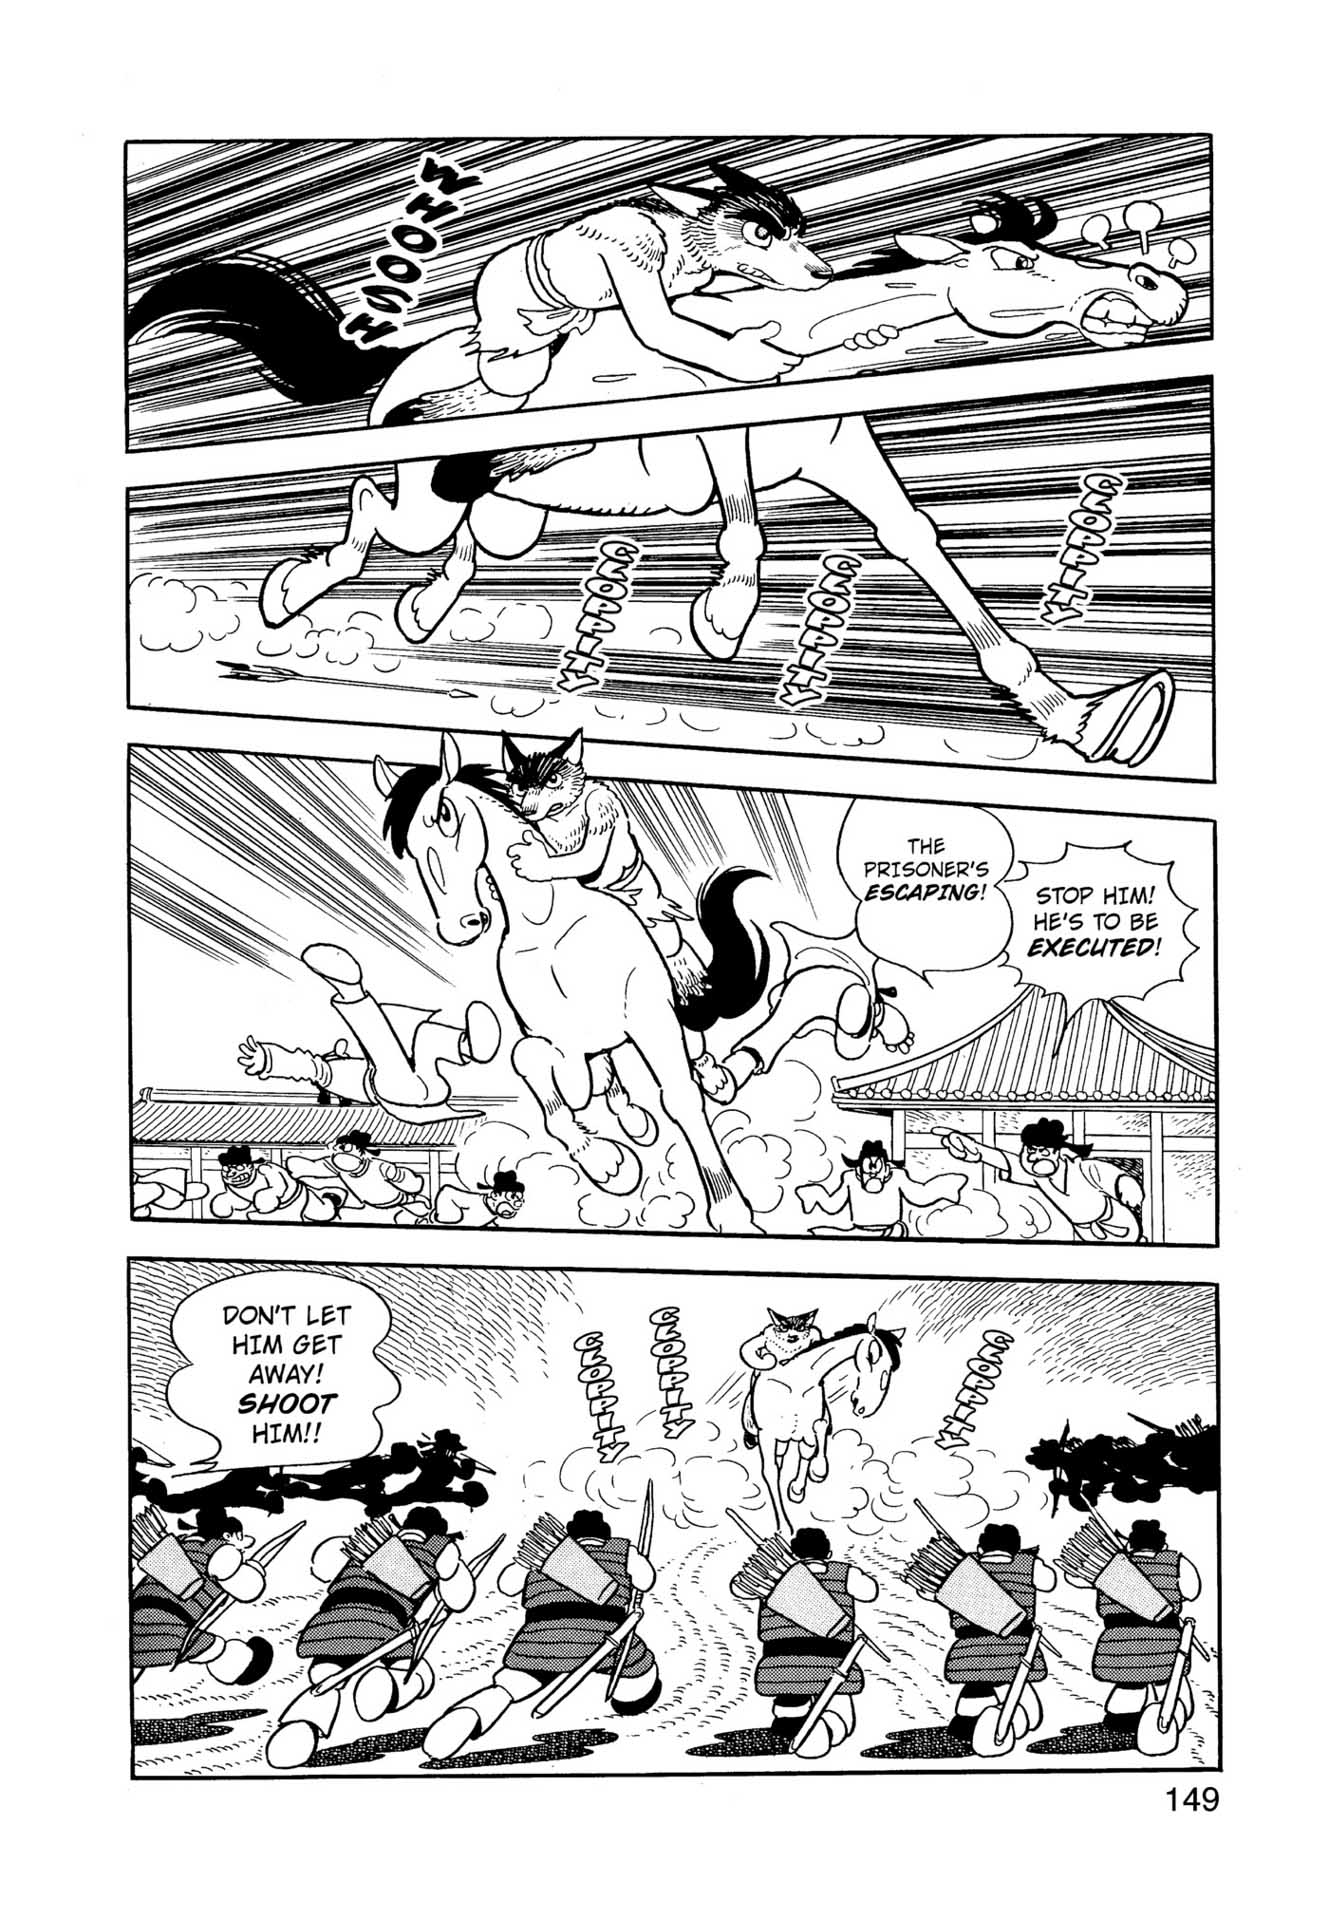 WHOOSH
CLOPPITY
CLOPPITY
CLOPPITY
THE
PRISONER'S
ESCAPING!
STOP HIM!
HE'S TO BE
EXECUTED!
DON'T LET
HIM GET
AWAY!
SHOOT
HIM!!
CLOPPITY
CLOPPITY
CLOPPITY
149